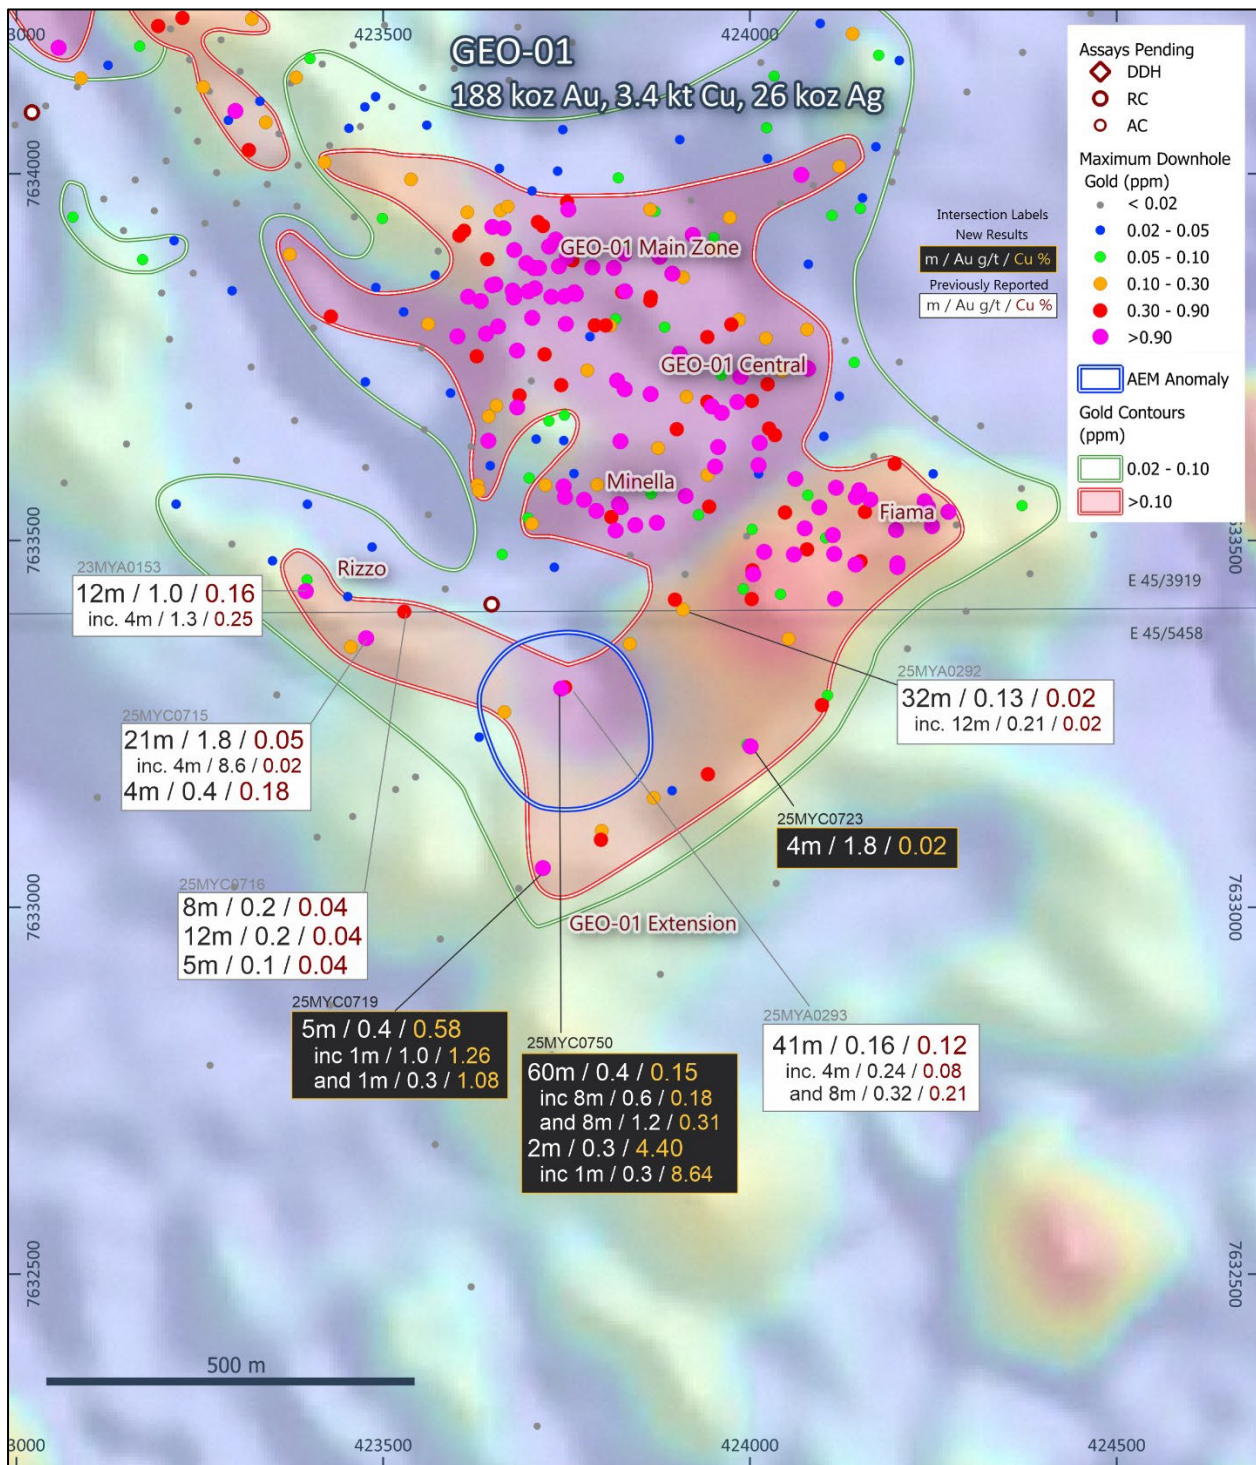 3000
423500
424000
GEO-01
188 koz Au, 3.4 kt Cu, 26 koz Ag
Assays Pending
DDH
RC
AC
Maximum Downhole
Gold (ppm)
< 0.02
0.02 - 0.05
0.05 - 0.10
0.10 - 0.30
0.30 - 0.90
>0.90
AEM Anomaly
Gold Contours
(ppm)
0.02 - 0.10
>0.10
Intersection Labels
New Results
m / Au g/t / Cu %
Previously Reported
m / Au g/t / Cu %
7634000
GEO-01 Main Zone
GEO-01 Central
Minella
Fiama
7633500
7633500
Rizzo
E 45/3919
E 45/5458
23MYA0153
12m / 1.0 / 0.16
inc. 4m / 1.3 / 0.25
25MYA0292
32m / 0.13 / 0.02
inc. 12m / 0.21 / 0.02
25MYC0715
21m / 1.8 / 0.05
inc. 4m / 8.6 / 0.02
4m / 0.4 / 0.18
25MYC0723
4m / 1.8 / 0.02
25MYC0716
8m / 0.2 / 0.04
12m / 0.2 / 0.04
5m / 0.1 / 0.04
7633000
7633000
GEO-01 Extension
25MYC0719
5m / 0.4 / 0.58
inc 1m / 1.0 / 1.26
and 1m / 0.3 / 1.08
25MYC0750
60m / 0.4 / 0.15
inc 8m / 0.6 / 0.18
and 8m / 1.2 / 0.31
2m / 0.3 / 4.40
inc 1m / 0.3 / 8.64
25MYA0293
41m / 0.16 / 0.12
inc. 4m / 0.24 / 0.08
and 8m / 0.32 / 0.21
7632500
7632500
500 m
3000
423500
424000
424500